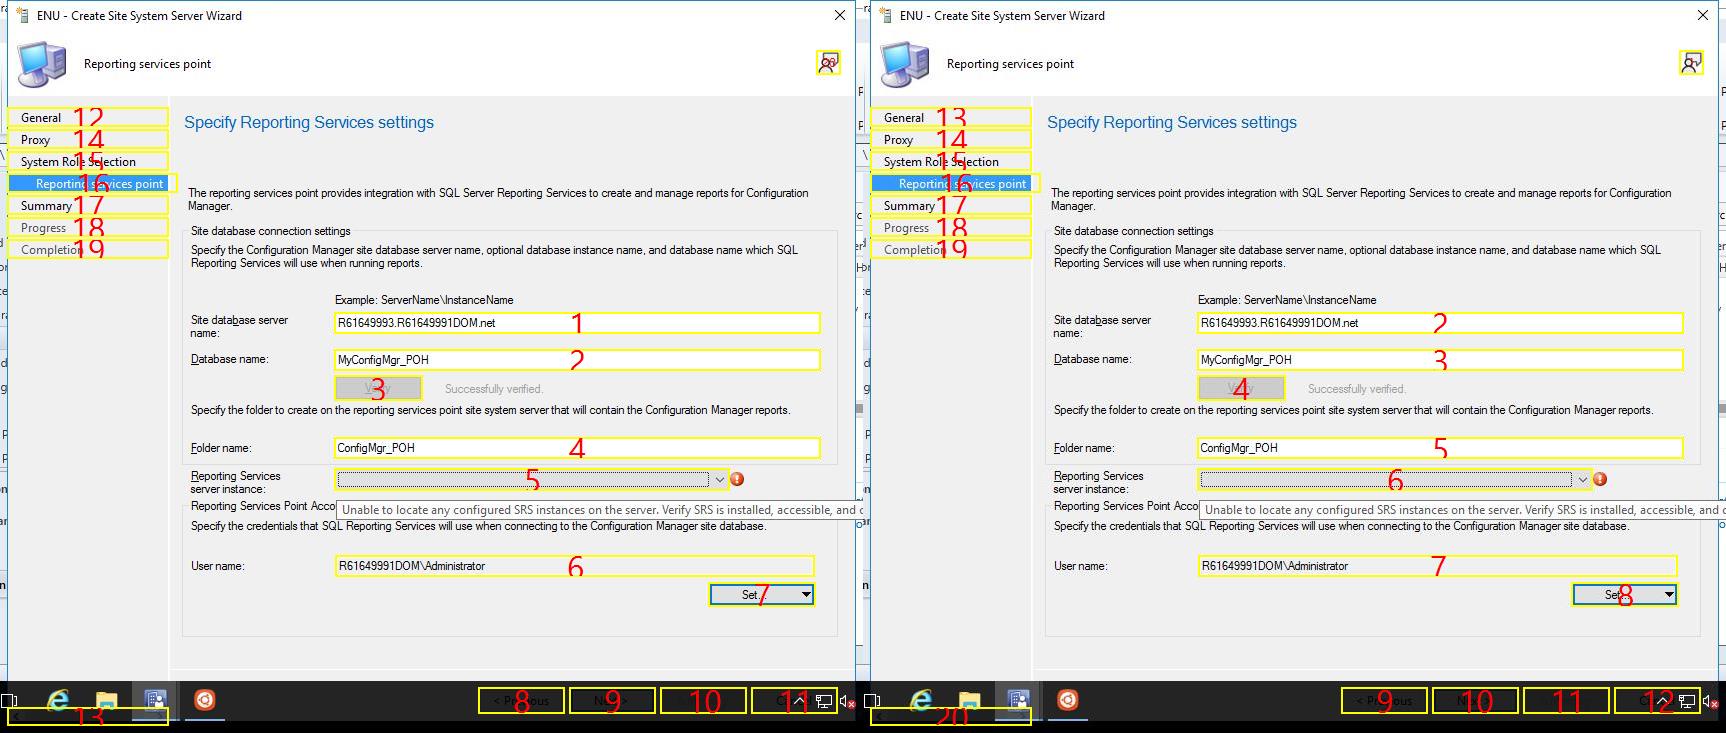 ENU - Create Site System Server Wizard
Reporting services point
12
General
14
Proxy
15
System Role Selection
16
Reporting services point
17
Summary
18
Progress
19
Completion
13
Specify Reporting Services settings
The reporting services point provides integration with SQL Server Reporting Services to create and manage reports for Configuration
Manager.
Site database connection settings
Specify the Configuration Manager site database server name, optional database instance name, and database name which SQL
Reporting Services will use when running reports.
Example: ServerName\InstanceName
Site database server
name:
R61649993.R61649991DOM.net
1
Database name:
MyConfigMgr_POH
2
3
Successfully verified.
Specify the folder to create on the reporting services point site system server that will contain the Configuration Manager reports.
Folder name:
ConfigMgr_POH
4
Reporting Services
server instance:
5
Reporting Services Point Acco
Unable to locate any configured SRS instances on the server. Verify SRS is installed, accessible, and c
Specify the credentials that SQL Reporting Services will use when connecting to the Configuration Manager site database.
User name:
R61649991DOM\Administrator
6
Set...
7
8
< Previous
9
10
11
ENU - Create Site System Server Wizard
Reporting services point
13
General
14
Proxy
15
System Role Selection
16
Reporting services point
17
Summary
18
Progress
19
Completion
20
Specify Reporting Services settings
The reporting services point provides integration with SQL Server Reporting Services to create and manage reports for Configuration
Manager.
Site database connection settings
Specify the Configuration Manager site database server name, optional database instance name, and database name which SQL
Reporting Services will use when running reports.
Example: ServerName\InstanceName
Site database server
name:
R61649993.R61649991DOM.net
2
Database name:
MyConfigMgr_POH
3
4
Successfully verified.
Specify the folder to create on the reporting services point site system server that will contain the Configuration Manager reports.
Folder name:
ConfigMgr_POH
5
Reporting Services
server instance:
6
Reporting Services Point Acco
Unable to locate any configured SRS instances on the server. Verify SRS is installed, accessible, and c
Specify the credentials that SQL Reporting Services will use when connecting to the Configuration Manager site database.
User name:
R61649991DOM\Administrator
7
Set...
8
9
< Previous
10
11
12